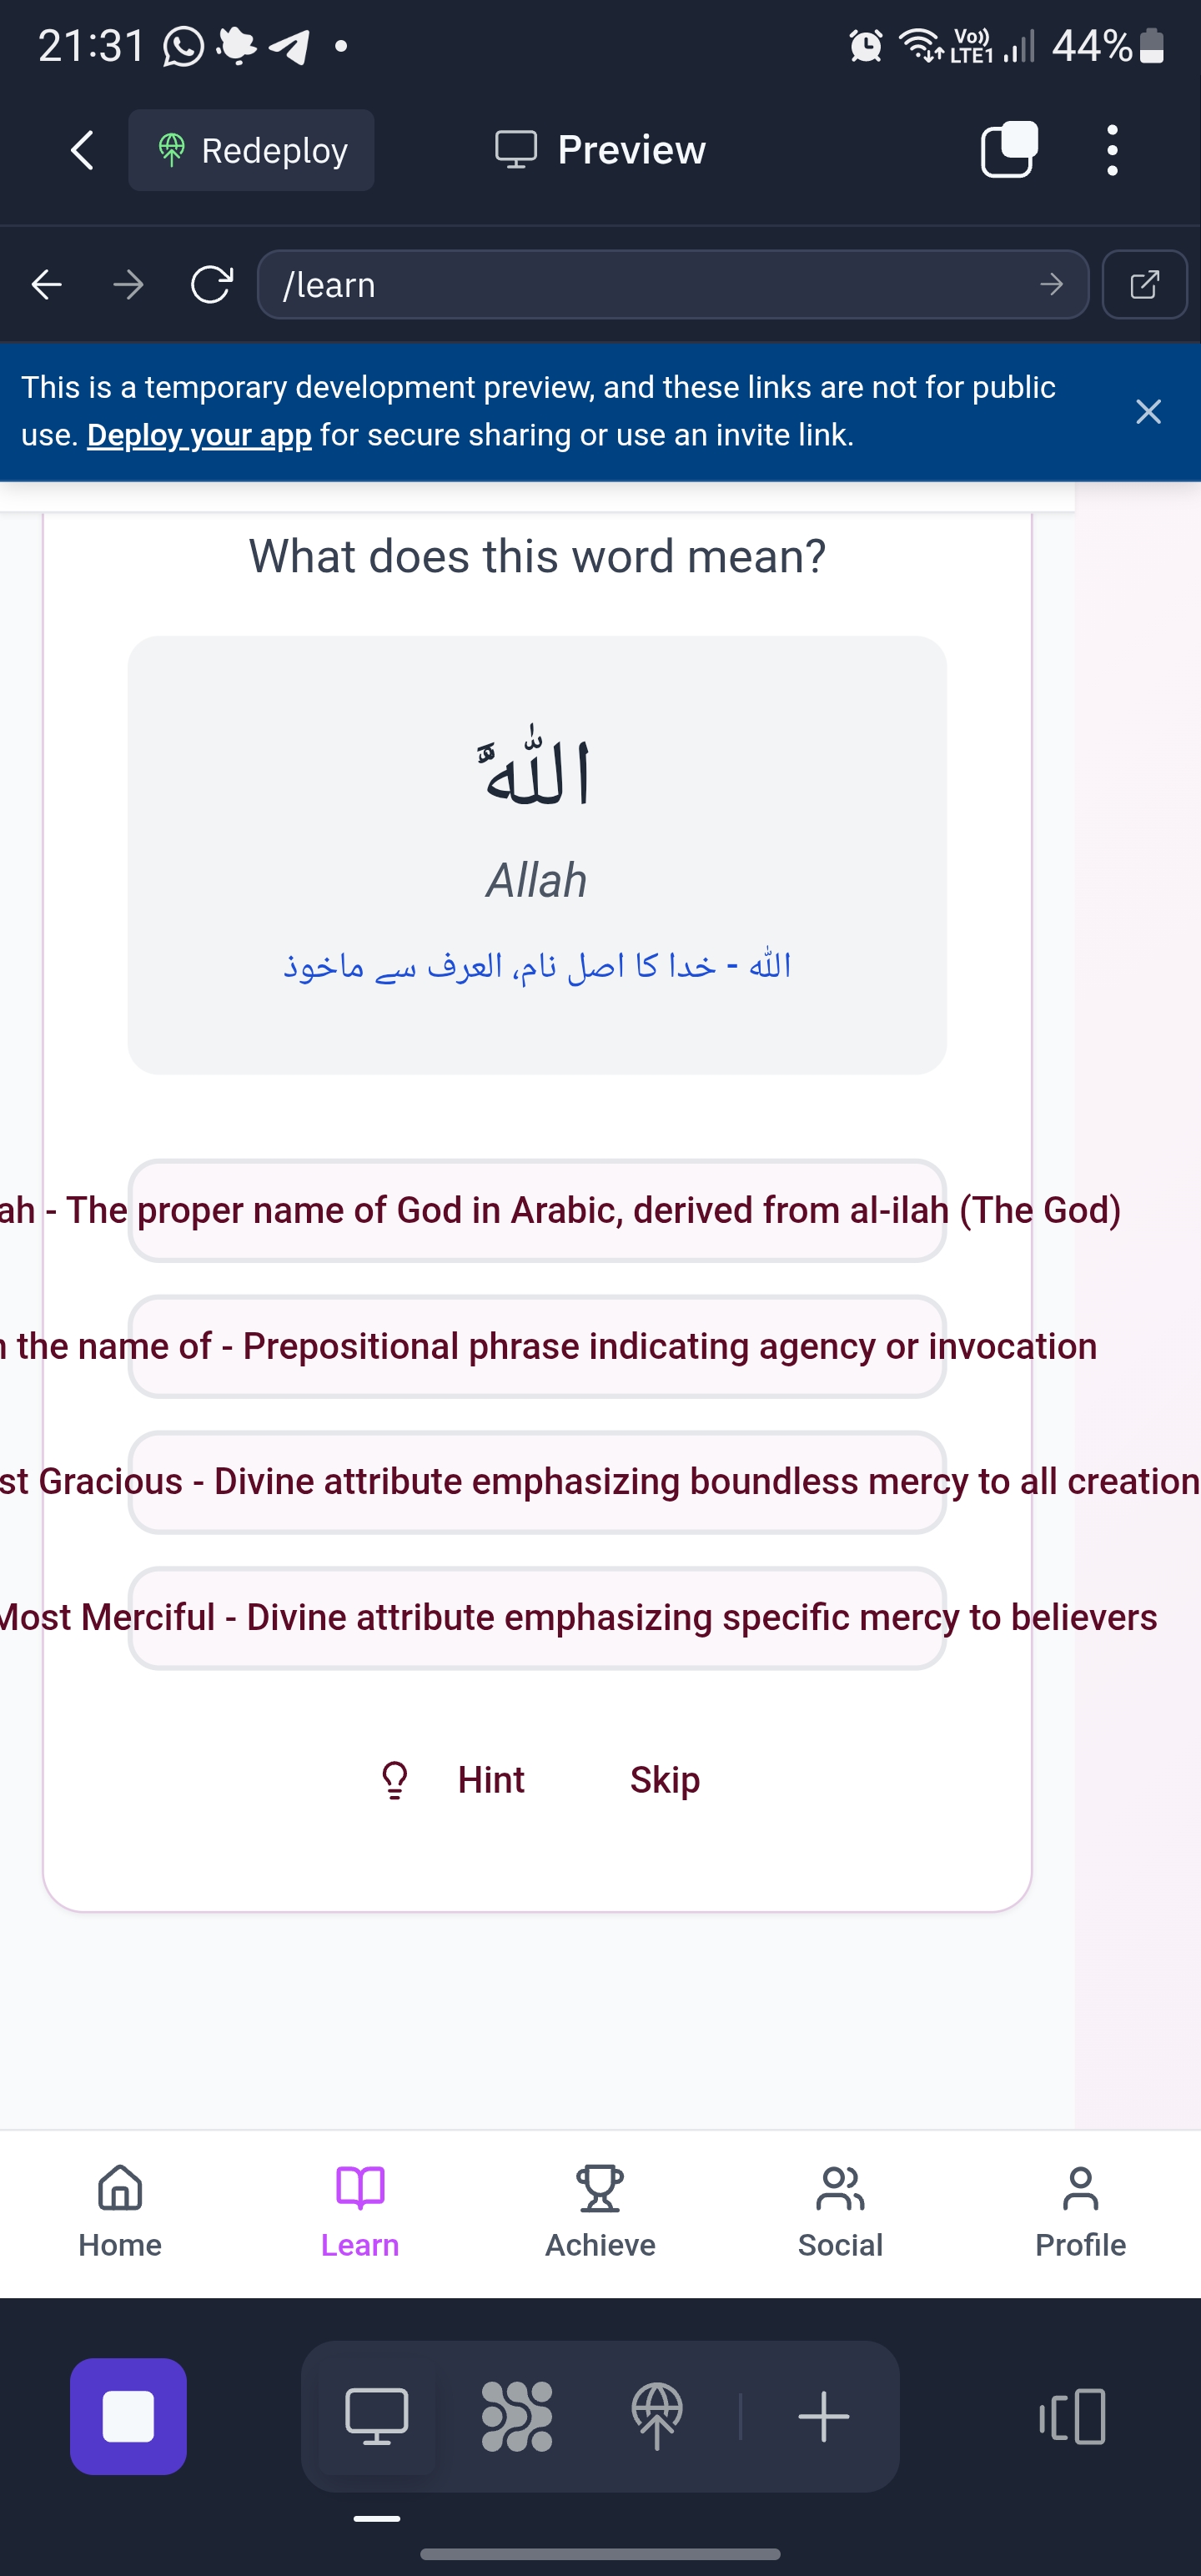 21:31
Vo))
LTE1
44%
Redeploy
Preview
/learn
This is a temporary development preview, and these links are not for public
use. Deploy your app for secure sharing or use an invite link.
What does this word mean?
اللَّهِ
Allah
اللہ - خدا کا اصل نام، العرف سے ماخوذ
ah - The proper name of God in Arabic, derived from al-ilah (The God)
the name of - Prepositional phrase indicating agency or invocation
st Gracious - Divine attribute emphasizing boundless mercy to all creation
Most Merciful - Divine attribute emphasizing specific mercy to believers
Hint
Skip
Home
Learn
Achieve
Social
Profile